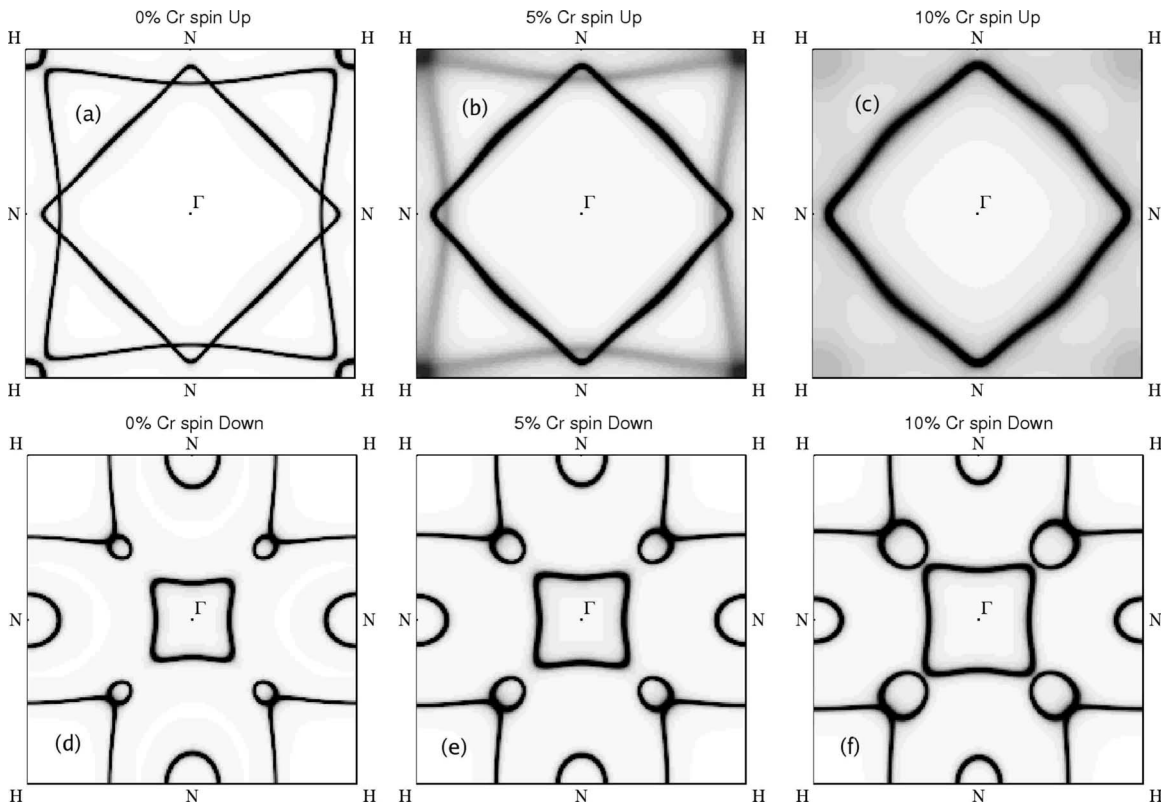 0% Cr spin Up 5% Cr spin Up 10% Cr spin Up
H N H H N H H N H
(a) (b) (c)
Γ Γ Γ
N N N N N N
H N H H N H H N H
0% Cr spin Down 5% Cr spin Down 10% Cr spin Down
H N H H N H H N H
Γ Γ Γ
N N N N N N
(d) (e) (f)
H N H H N H H N H